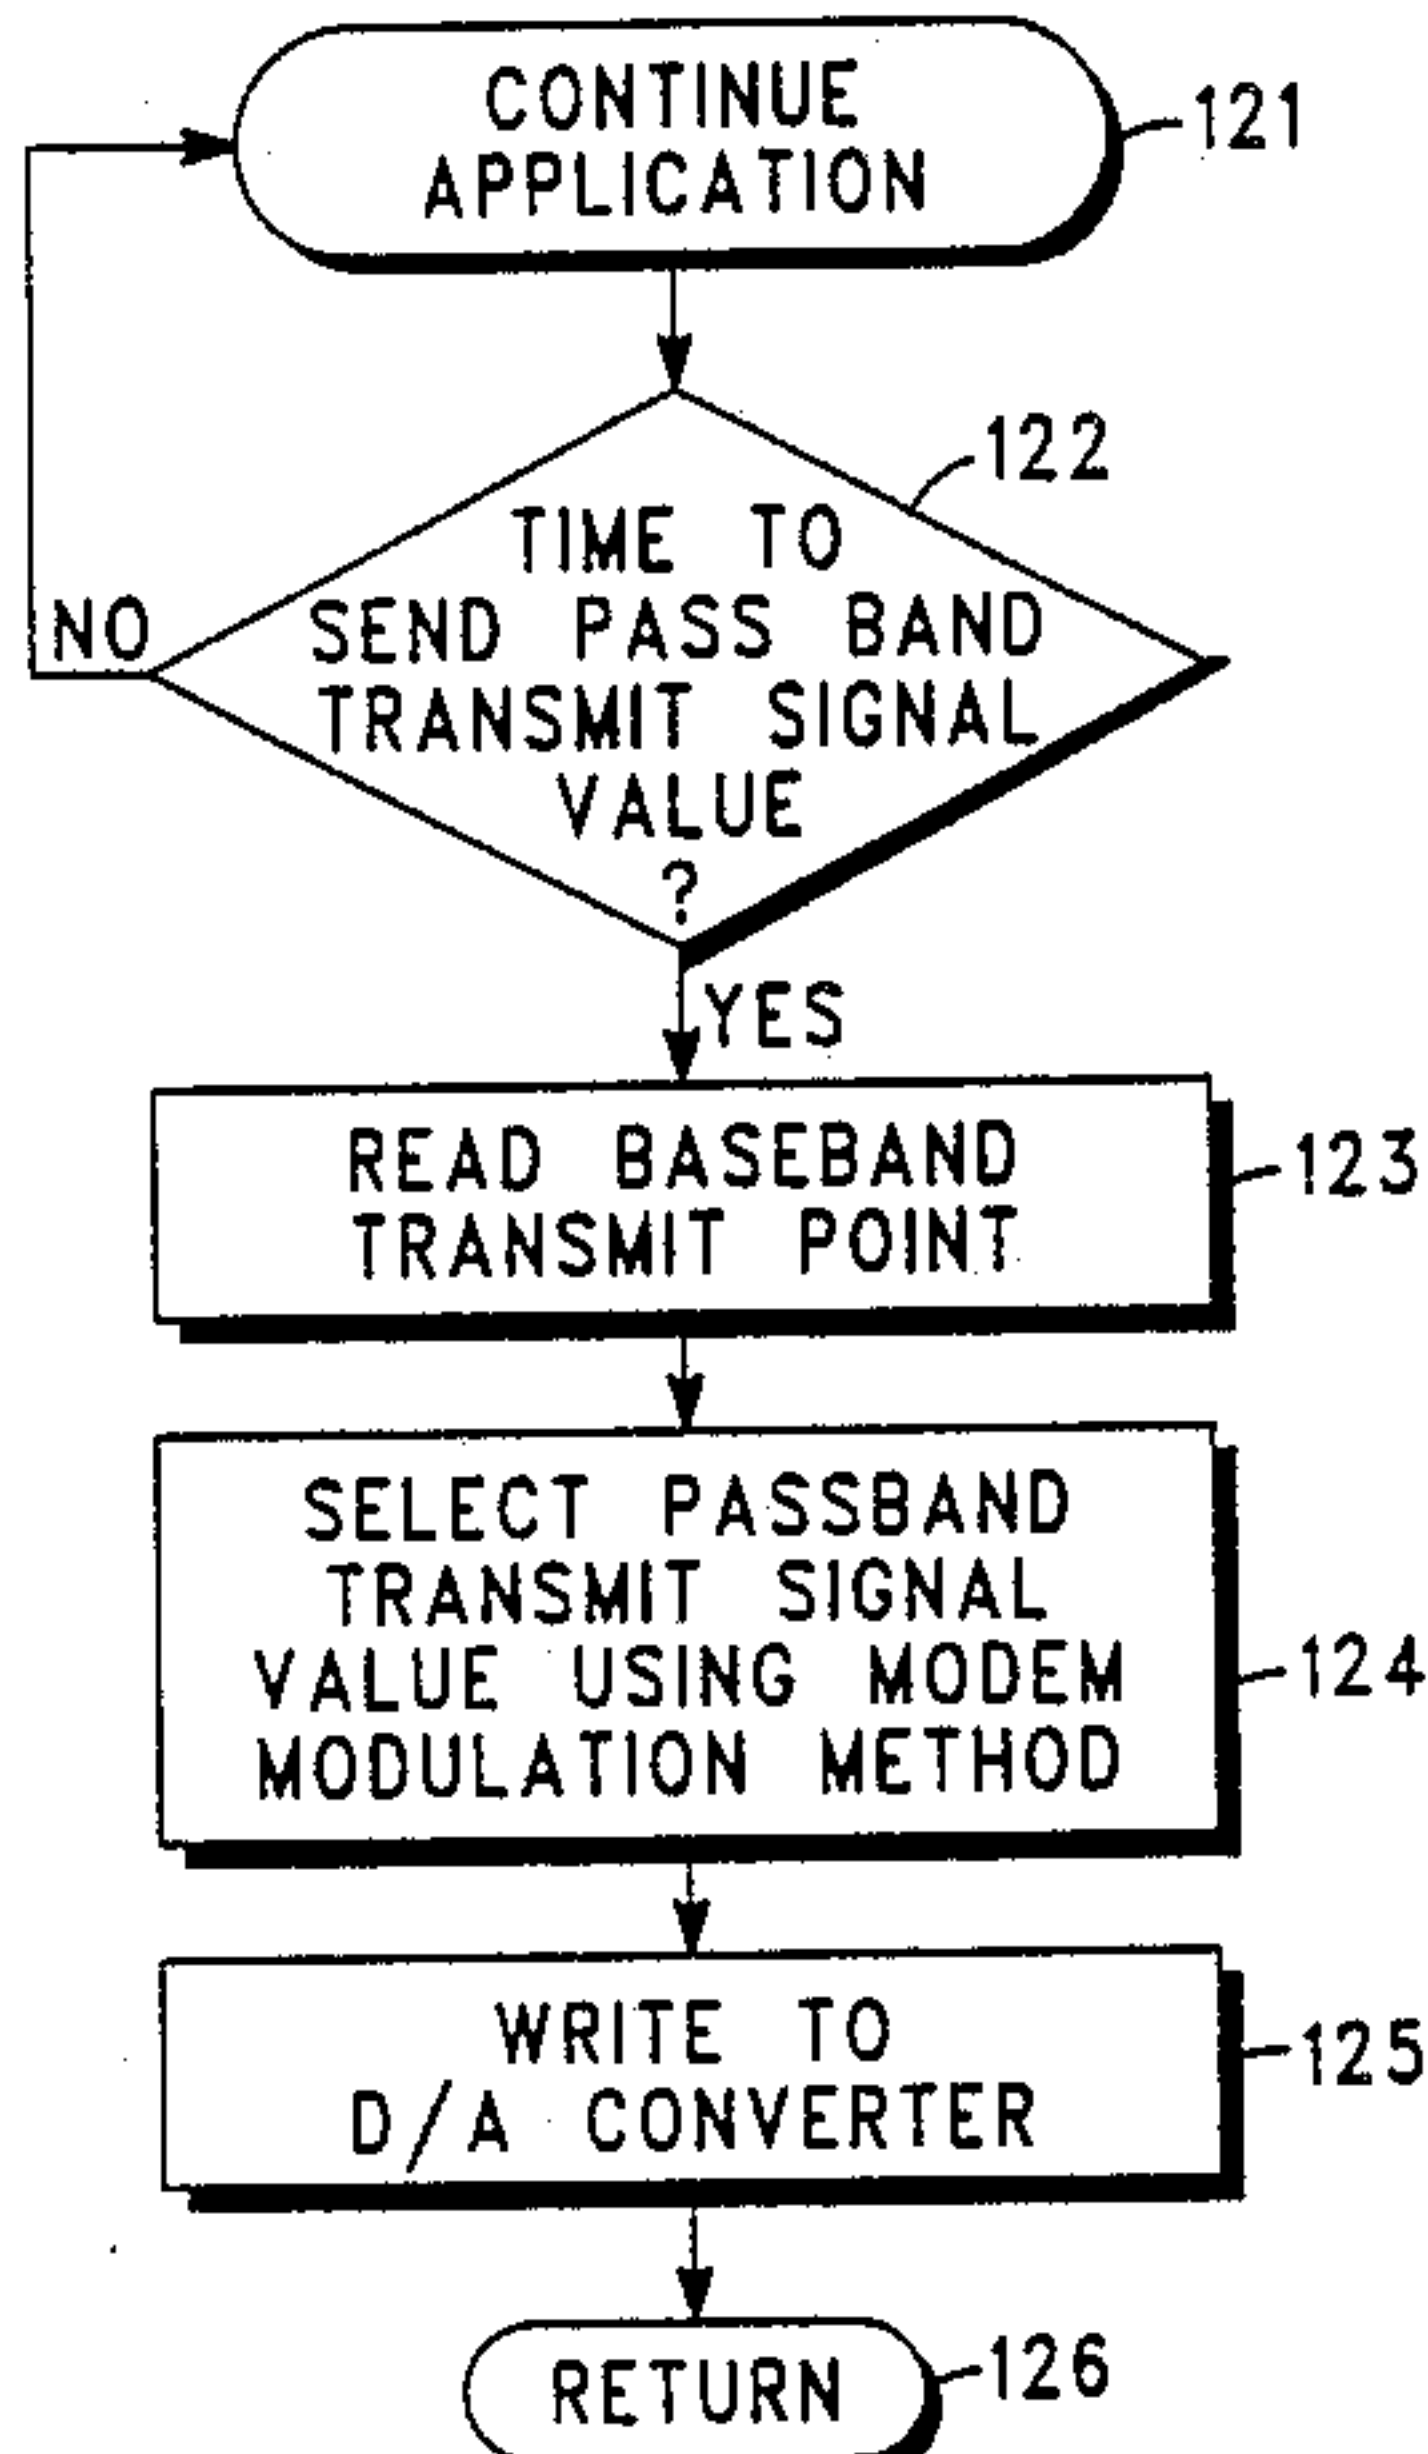 CONTINUE
APPLICATION
121
122
TIME TO
SEND PASS BAND
TRANSMIT SIGNAL
VALUE
?
NO
YES
READ BASEBAND
TRANSMIT POINT
123
SELECT PASSBAND
TRANSMIT SIGNAL
VALUE USING MODEM
MODULATION METHOD
124
WRITE TO
D/A CONVERTER
125
RETURN
126